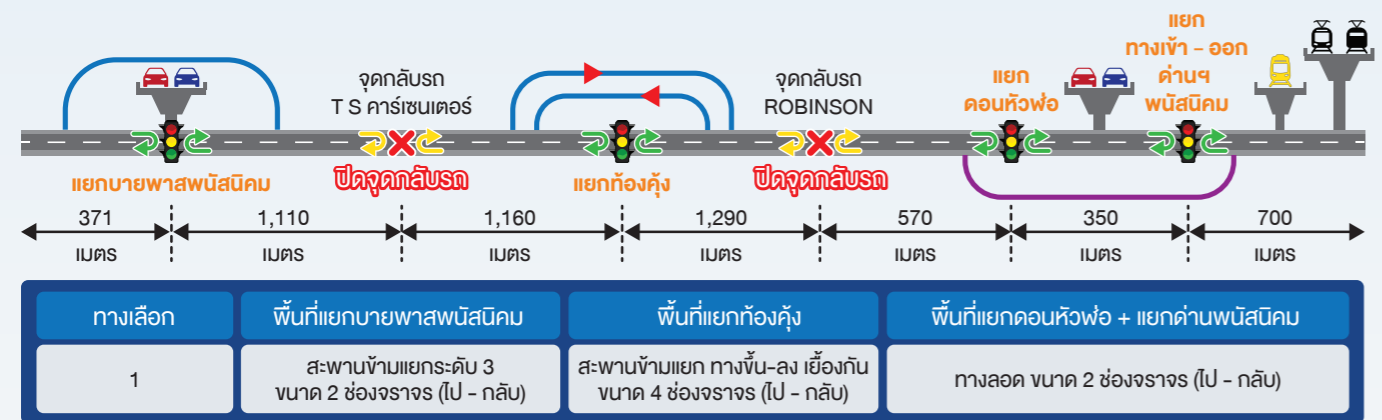 แยก
ทางเข้า - ออก
ด่านฯ
พนัสนิคม
จุดกลับรถ
T S คาร์เซนเตอร์
จุดกลับรถ
ROBINSON
แยก
ดอนหัวฬ่อ
แยกบายพาสพนัสนิคม
ปิดจุดกลับรถ
แยกท้องคุ้ง
ปิดจุดกลับรถ
371 1,110 1,160 1,290 570 350 700
เมตร เมตร เมตร เมตร เมตร เมตร เมตร
ทางเลือก พื้นที่แยกบายพาสพนัสนิคม พื้นที่แยกท้องคุ้ง พื้นที่แยกดอนหัวฬ่อ + แยกด่านพนัสนิคม
1
สะพานข้ามแยกระดับ 3
ขนาด 2 ช่องจราจร (ไป - กลับ)
สะพานข้ามแยก ทางขึ้น-ลง เยื้องกัน
ขนาด 4 ช่องจราจร (ไป - กลับ)
ทางลอด ขนาด 2 ช่องจราจร (ไป - กลับ)